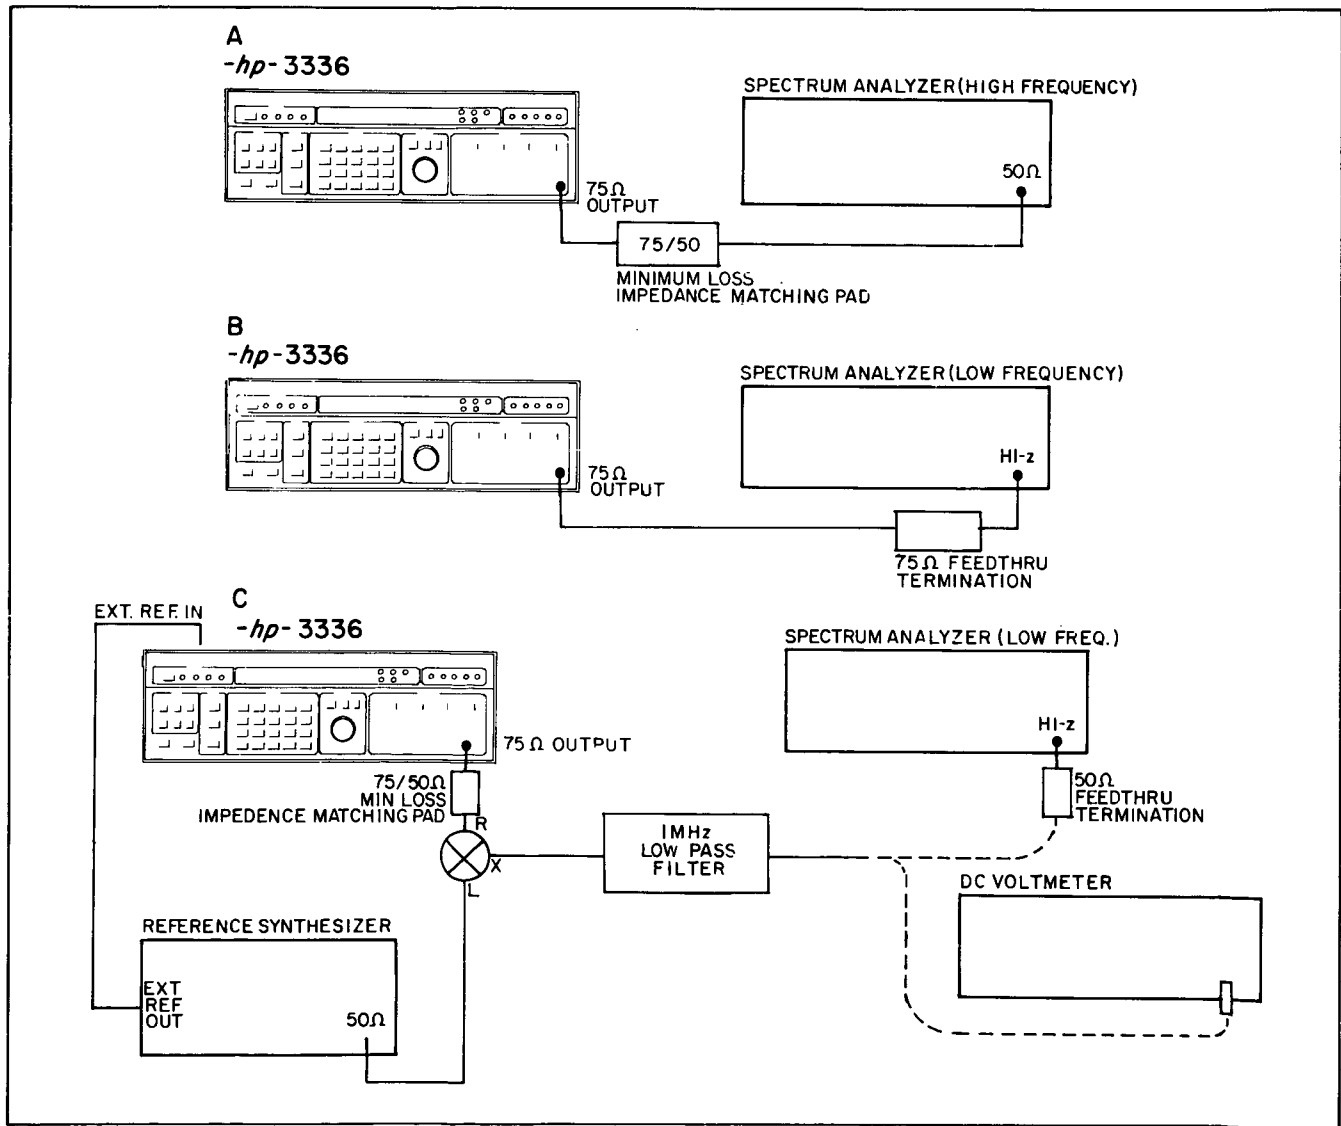 A
-hp-3336
SPECTRUM ANALYZER(HIGH FREQUENCY)
50Ω
75Ω
OUTPUT
75/50
MINIMUM LOSS
IMPEDANCE MATCHING PAD
B
-hp-3336
SPECTRUM ANALYZER(LOW FREQUENCY)
HI-z
75Ω
OUTPUT
75Ω FEEDTHRU
TERMINATION
C
EXT. REF. IN
-hp-3336
SPECTRUM ANALYZER (LOW FREQ.)
HI-z
75Ω OUTPUT
75/50Ω
MIN LOSS
IMPEDENCE MATCHING PAD
50Ω
FEEDTHRU
TERMINATION
R
X
L
1MHz
LOW PASS
FILTER
DC VOLTMETER
REFERENCE SYNTHESIZER
EXT
REF
OUT
50Ω